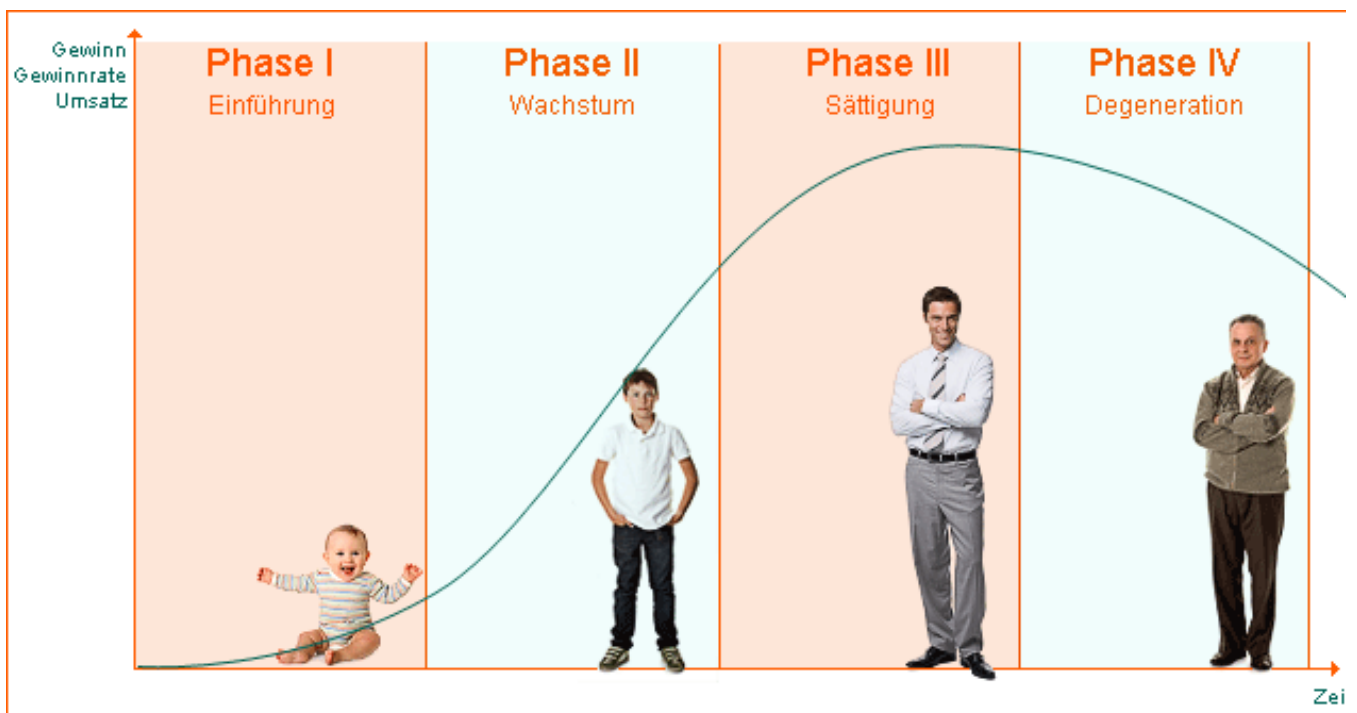 Gewinn
Gewinnrate
Umsatz
Phase I
Einführung
Phase II
Wachstum
Phase III
Sättigung
Phase IV
Degeneration
Zei